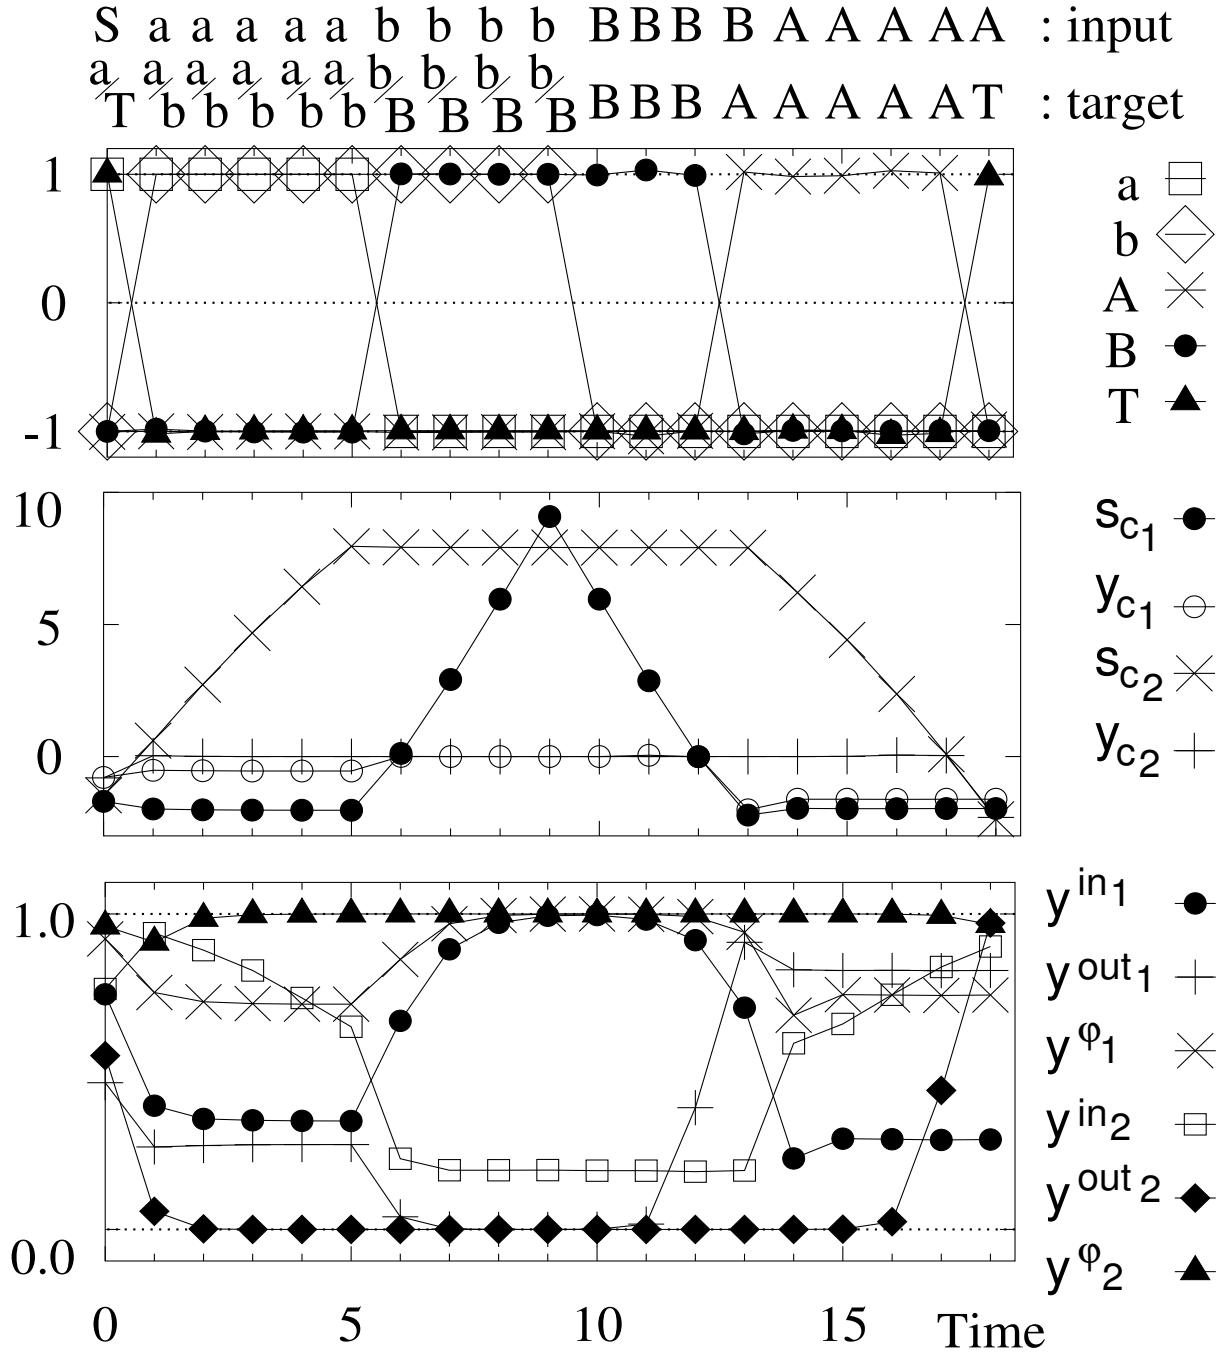 S a a a a a b b b b B B B B A A A A A : input
a/T a/b a/b a/b a/b a/b b/B b/B b/B b/B B B B A A A A A T : target
1
0
-1
a
b
A
B
T
10
5
0
s_c1
y_c1
s_c2
y_c2
1.0
0.0
y^in1
y^out1
y^φ1
y^in2
y^out2
y^φ2
0 5 10 15 Time